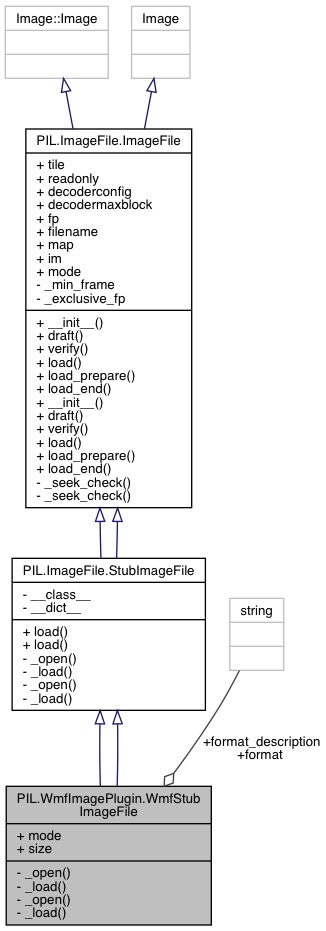 Image::Image
Image
PIL.ImageFile.ImageFile
+ tile
+ readonly
+ decoderconfig
+ decodermaxblock
+ fp
+ filename
+ map
+ im
+ mode
- _min_frame
- _exclusive_fp
+ __init__()
+ draft()
+ verify()
+ load()
+ load_prepare()
+ load_end()
+ __init__()
+ draft()
+ verify()
+ load()
+ load_prepare()
+ load_end()
- _seek_check()
- _seek_check()
PIL.ImageFile.StubImageFile
- __class__
- __dict__
+ load()
+ load()
- _open()
- _load()
- _open()
- _load()
string
+format_description
+format
PIL.WmfImagePlugin.WmfStub
ImageFile
+ mode
+ size
- _open()
- _load()
- _open()
- _load()